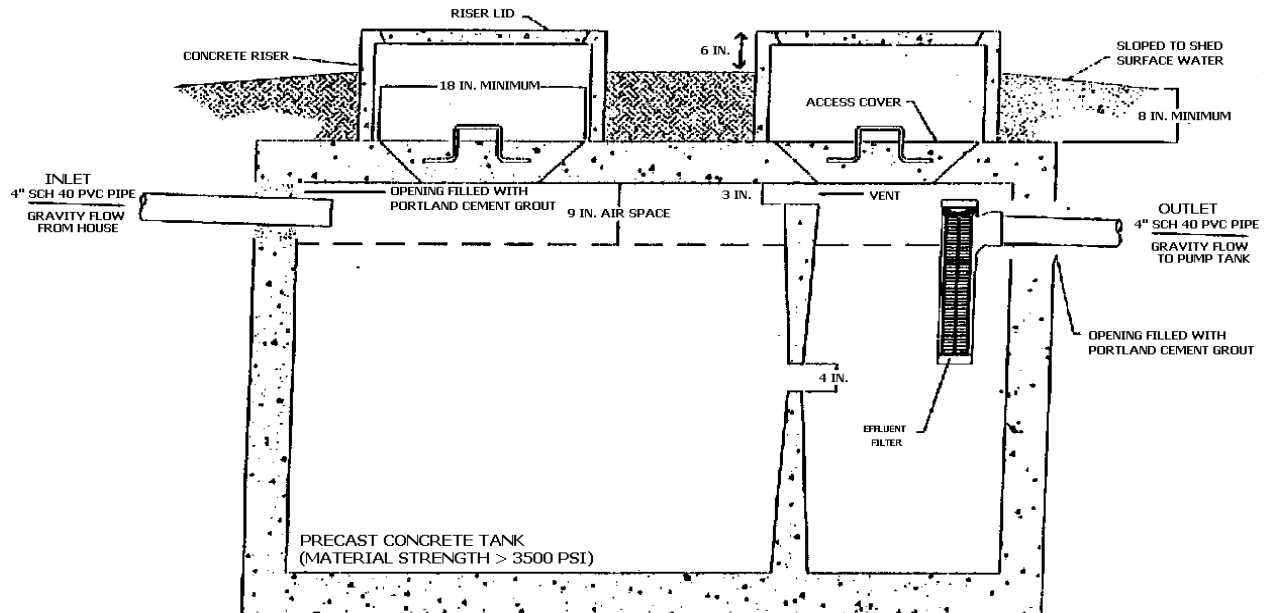 RISER LID
CONCRETE RISER
6 IN.
SLOPED TO SHED
SURFACE WATER
18 IN. MINIMUM
ACCESS COVER
8 IN. MINIMUM
INLET
4" SCH 40 PVC PIPE
GRAVITY FLOW
FROM HOUSE
OPENING FILLED WITH
PORTLAND CEMENT GROUT
9 IN. AIR SPACE
3 IN.
VENT
OUTLET
4" SCH 40 PVC PIPE
GRAVITY FLOW
TO PUMP TANK
OPENING FILLED WITH
PORTLAND CEMENT GROUT
4 IN.
EFFLUENT
FILTER
PRECAST CONCRETE TANK
(MATERIAL STRENGTH > 3500 PSI)